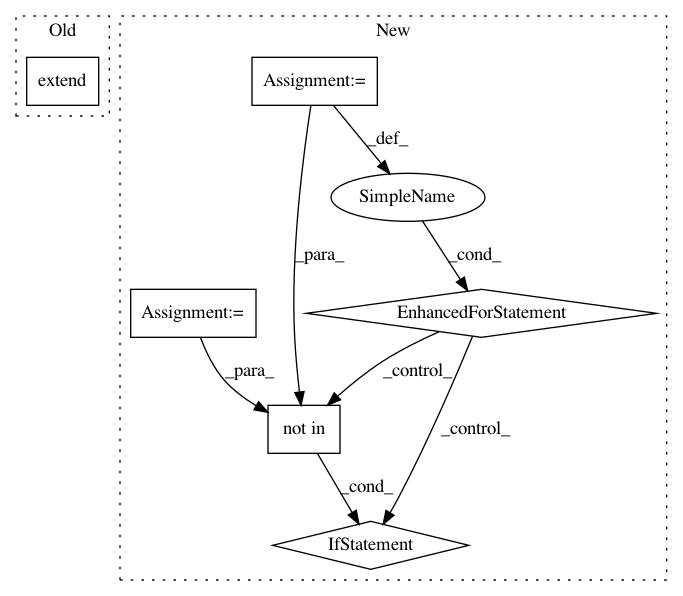 Old
New
extend
Assignment:=
_def_
SimpleName
_para_
_cond_
Assignment:=
EnhancedForStatement
_para_
_control_
not in
_control_
_cond_
IfStatement